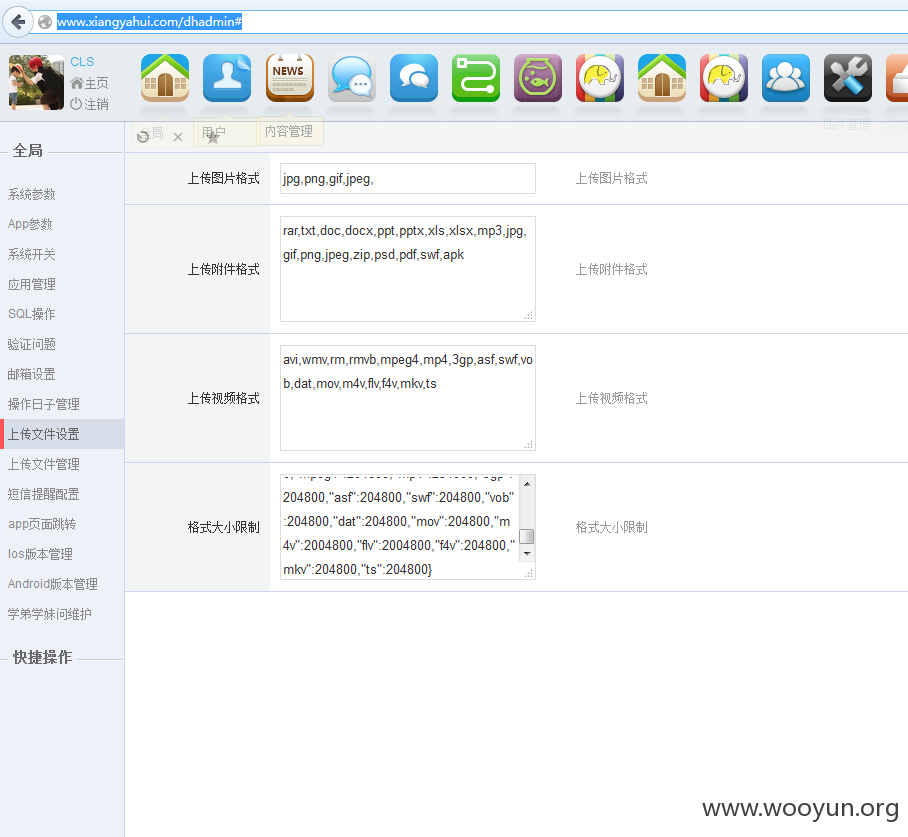 www.xiangyahui.com/dhadmin#
CLS
主页
注销
NEWS
全局
用户
内容管理
插件管理
全局
系统参数
App参数
系统开关
应用管理
SQL操作
验证问题
邮箱设置
操作日子管理
上传文件设置
上传文件管理
短信提醒配置
app页面跳转
Ios版本管理
Android版本管理
学弟学妹问维护
快捷操作
上传图片格式
jpg,png,gif,jpeg,
上传图片格式
上传附件格式
rar,txt,doc,docx,ppt,pptx,xls,xlsx,mp3,jpg,
gif,png,jpeg,zip,psd,pdf,swf,apk
上传附件格式
上传视频格式
avi,wmv,rm,rmvb,mpeg4,mp4,3gp,asf,swf,vo
b,dat,mov,m4v,flv,f4v,mkv,ts
上传视频格式
格式大小限制
204800,"asf":204800,"swf":204800,"vob"
:204800,"dat":204800,"mov":204800,"m
4v":2004800,"flv":2004800,"f4v":204800,"
mkv":204800,"ts":204800}
格式大小限制
www.wooyun.org